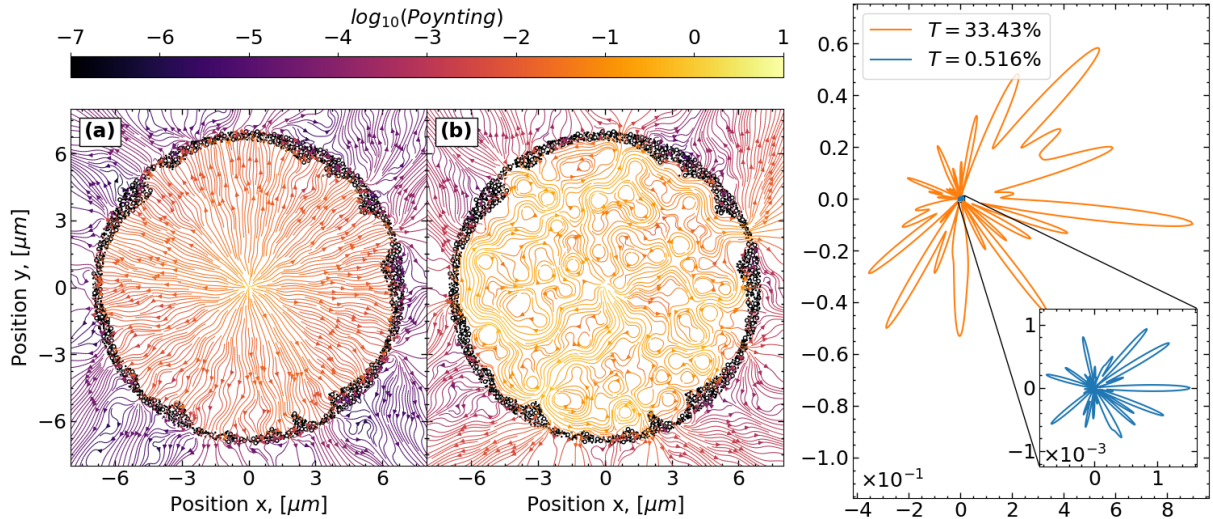 log₁₀(Poynting)
−7 −6 −5 −4 −3 −2 −1 0 1
(a) (b)
6
3
0
−3
−6
Position y, [μm]
−6 −3 0 3 6 −6 −3 0 3 6
Position x, [μm] Position x, [μm]
T = 33.43%
T = 0.516%
0.6
0.4
0.2
0.0
−0.2
−0.4
−0.6
−0.8
−1.0
×10⁻¹
−4 −2 0 2 4 6 8
1
0
−1
×10⁻³
0 1